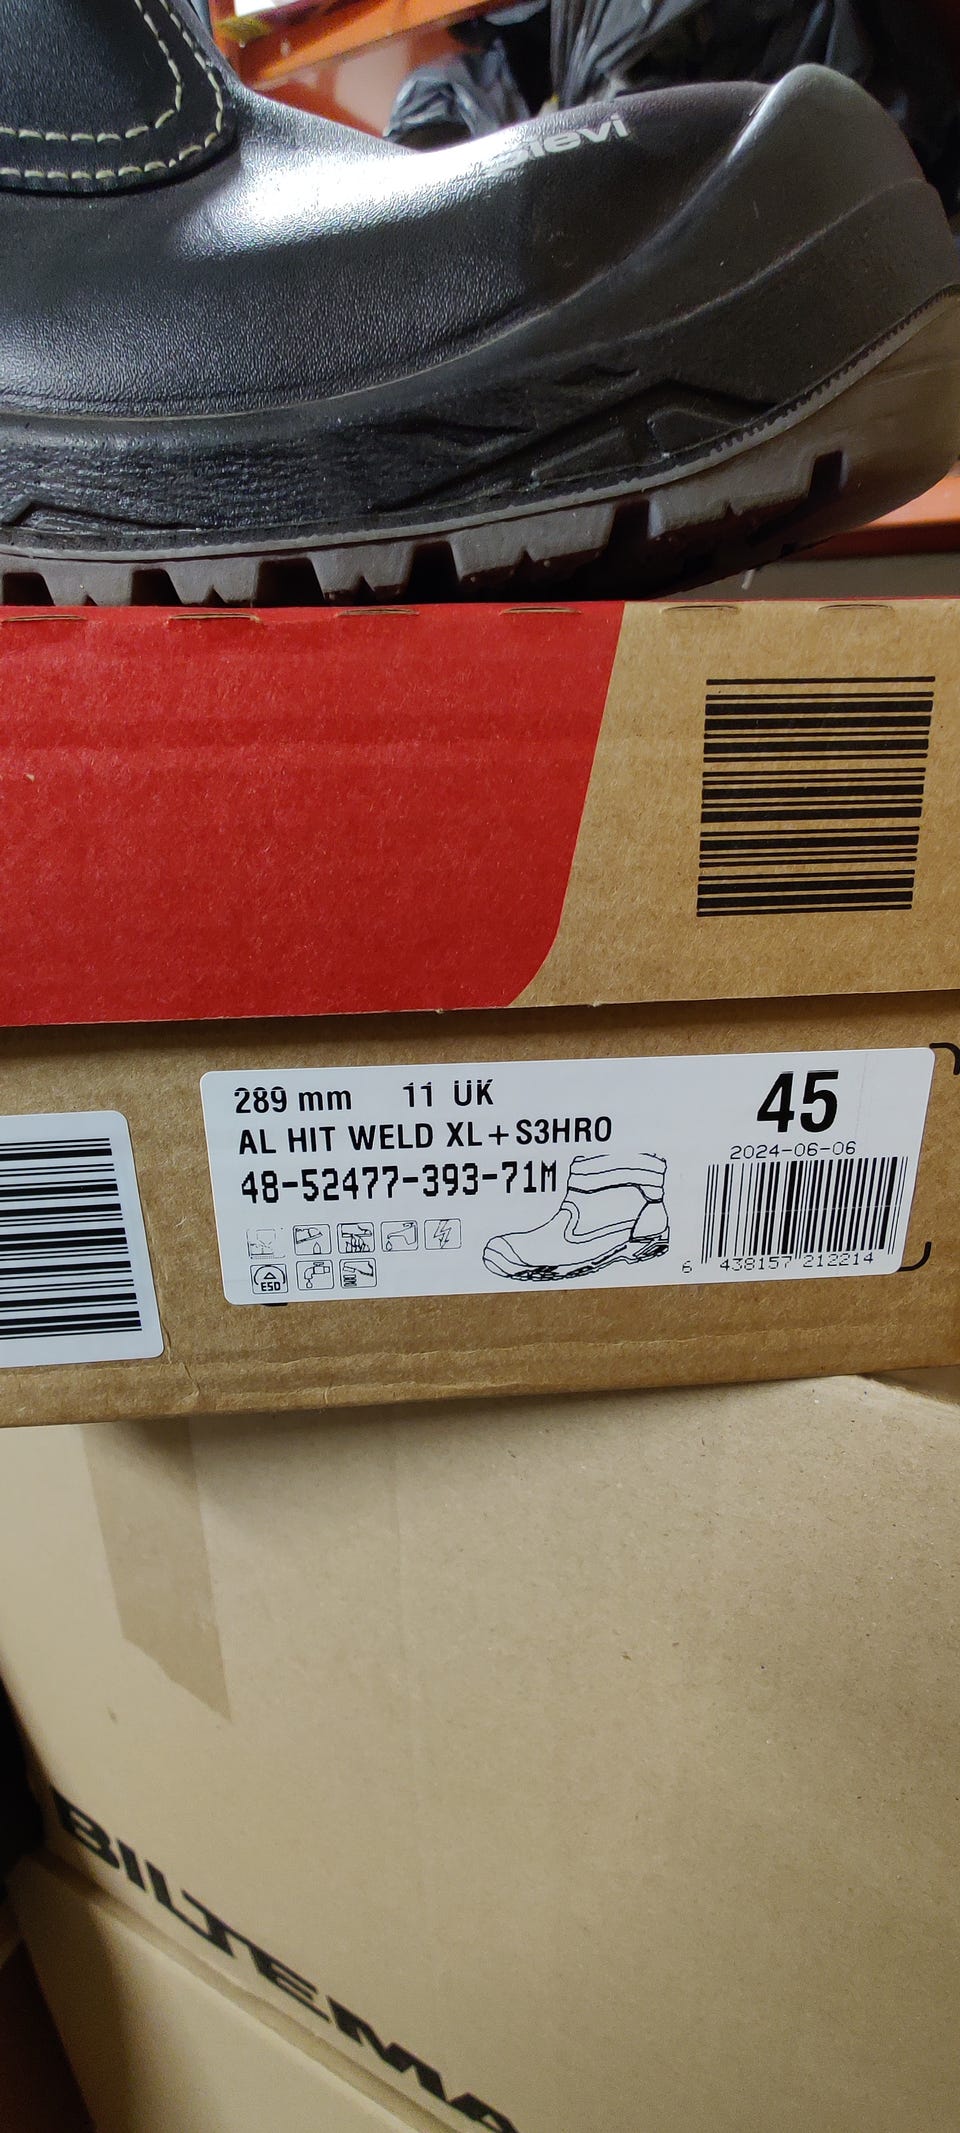 sievi
289 mm 11 UK
AL HIT WELD XL+S3HRO
48-52477-393-71M
45
2024-06-06
ESD
6 438157 212214
BILTEMA